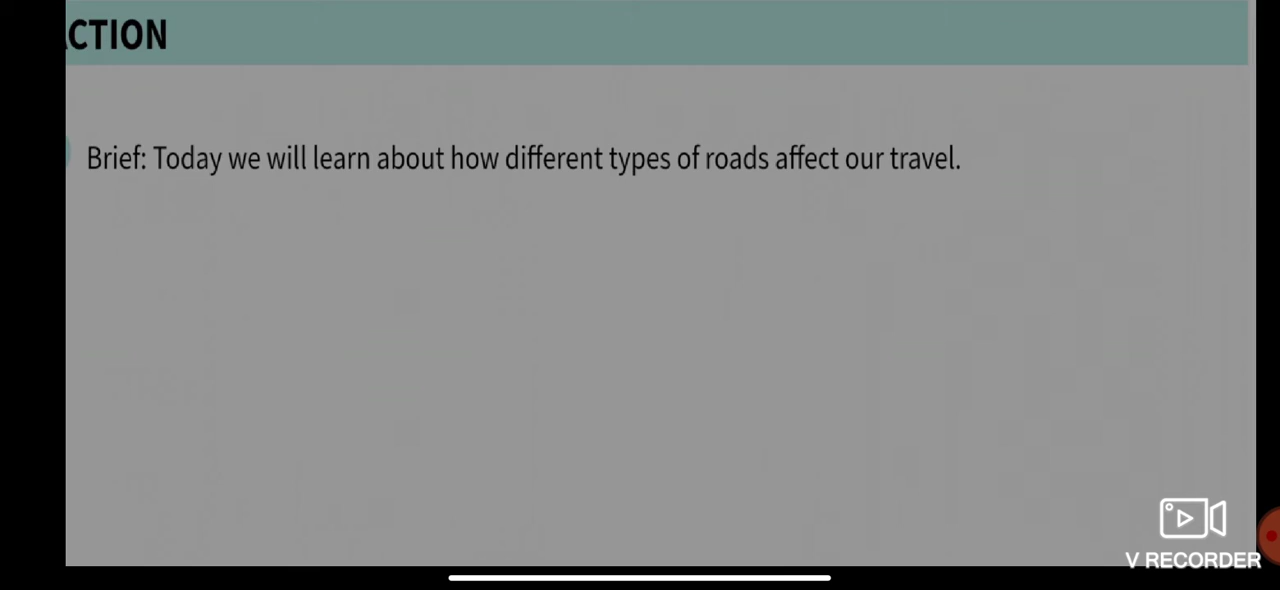 CTION
Brief: Today we will learn about how different types of roads affect our travel.
V RECORDER